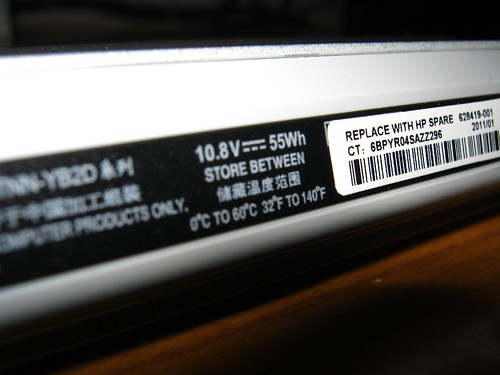 TNN-YB2D 系列
于中国加工组装
COMPUTER PRODUCTS ONLY.
10.8V⎓55Wh
STORE BETWEEN
储藏温度范围
0°C TO 60°C 32°F TO 140°F
REPLACE WITH HP SPARE 628419-001
2011/01
CT: 6BPYR04SAZZ296